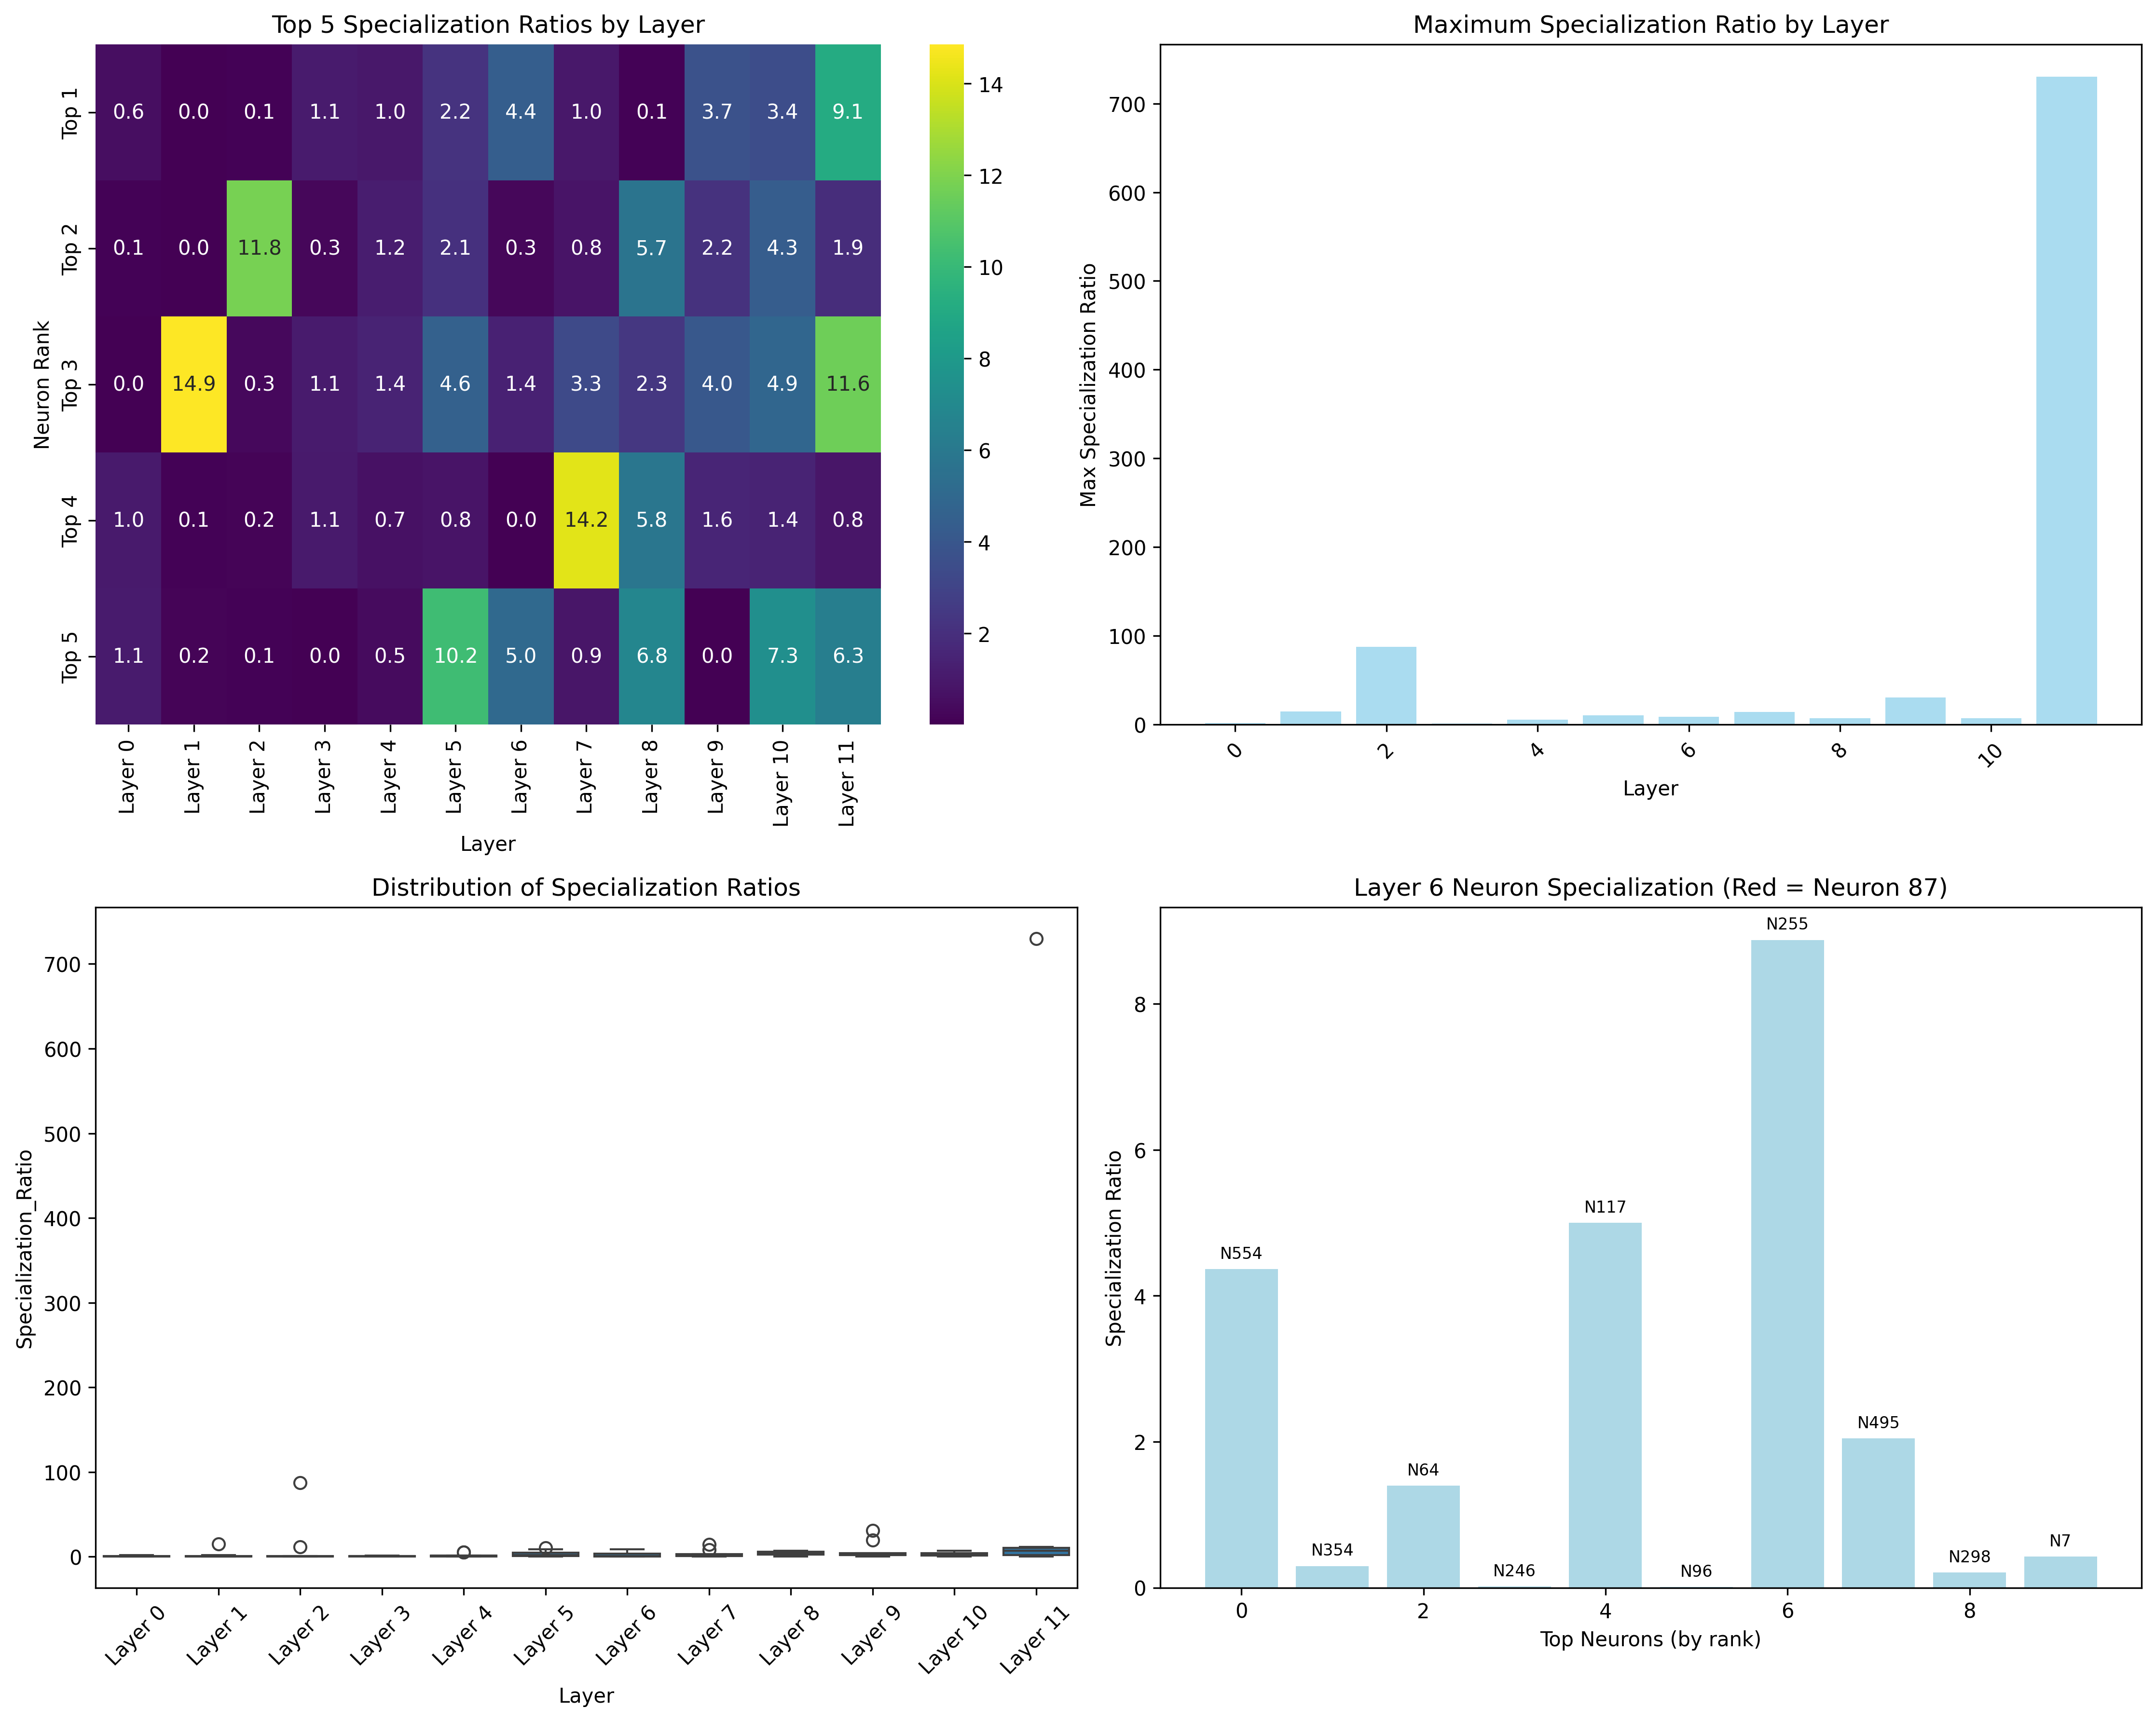 Top 5 Specialization Ratios by Layer
Neuron Rank
Top 1
0.6 0.0 0.1 1.1 1.0 2.2 4.4 1.0 0.1 3.7 3.4 9.1
Top 2
0.1 0.0 11.8 0.3 1.2 2.1 0.3 0.8 5.7 2.2 4.3 1.9
Top 3
0.0 14.9 0.3 1.1 1.4 4.6 1.4 3.3 2.3 4.0 4.9 11.6
Top 4
1.0 0.1 0.2 1.1 0.7 0.8 0.0 14.2 5.8 1.6 1.4 0.8
Top 5
1.1 0.2 0.1 0.0 0.5 10.2 5.0 0.9 6.8 0.0 7.3 6.3
Layer 0 Layer 1 Layer 2 Layer 3 Layer 4 Layer 5 Layer 6 Layer 7 Layer 8 Layer 9 Layer 10 Layer 11
Layer
14
12
10
8
6
4
2
Maximum Specialization Ratio by Layer
Max Specialization Ratio
700
600
500
400
300
200
100
0
0 2 4 6 8 10
Layer
Distribution of Specialization Ratios
Specialization_Ratio
700
600
500
400
300
200
100
0
Layer 0 Layer 1 Layer 2 Layer 3 Layer 4 Layer 5 Layer 6 Layer 7 Layer 8 Layer 9 Layer 10 Layer 11
Layer
Layer 6 Neuron Specialization (Red = Neuron 87)
Specialization Ratio
8
6
4
2
0
N554 N354 N64 N246 N117 N96 N255 N495 N298 N7
0 2 4 6 8
Top Neurons (by rank)